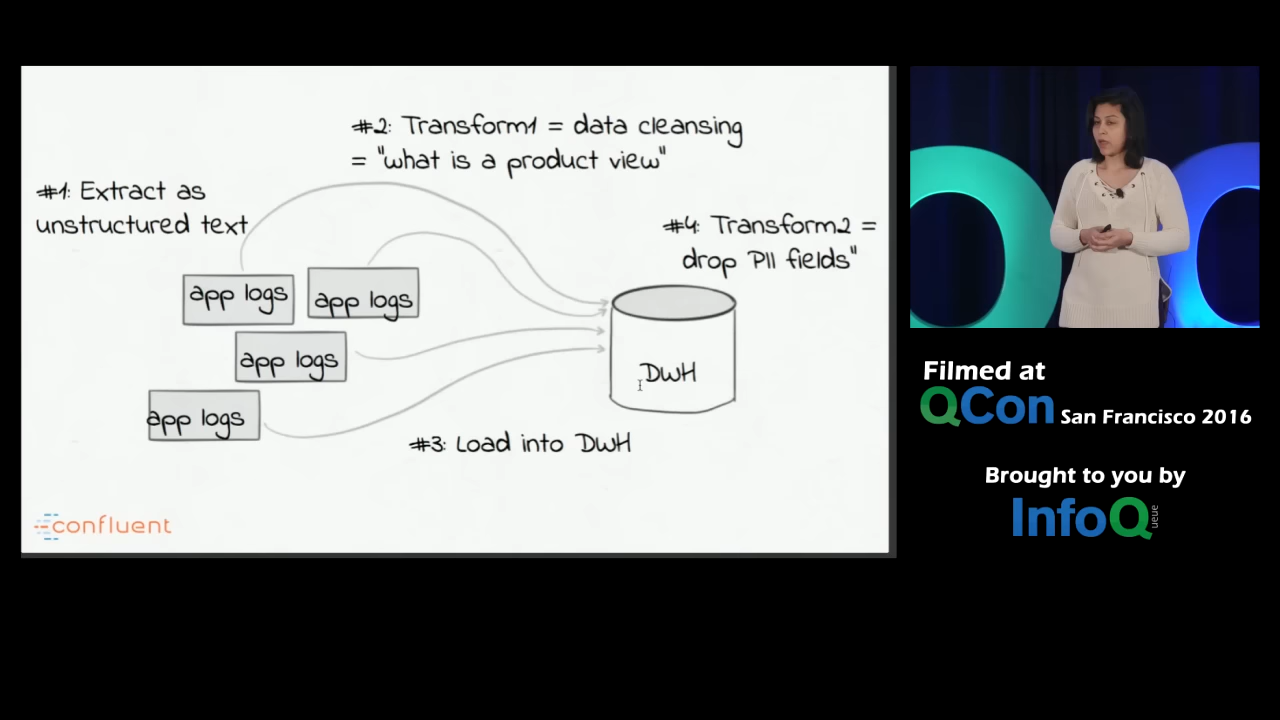 #2: Transform1 = data cleansing
= "what is a product view"
#1: Extract as
unstructured text
#4: Transform2 =
drop PII fields"
app logs
app logs
app logs
app logs
DWH
#3: Load into DWH
confluent
Filmed at
QCon San Francisco 2016
Brought to you by
InfoQ
ueue